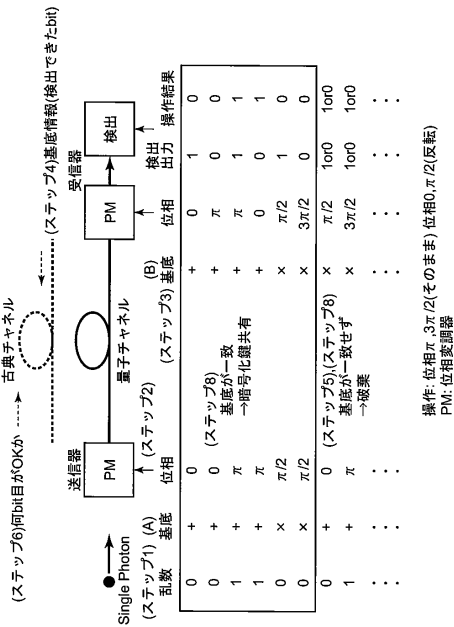 古典チャネル
(ステップ6)何bit目がOKか
(ステップ4)基底情報(検出できたbit)
送信器 受信器
PM PM 検出
Single Photon 量子チャネル
(ステップ1) (A) (ステップ2) (ステップ3) (B) 検出
乱数 基底 位相 基底 位相 出力 操作結果
0 + 0 + 0 1 0
0 + 0 (ステップ8) + π 0 0
1 + π 基底が一致 + π 1 1
1 + π →暗号化鍵共有 + 0 0 1
0 × π/2 × π/2 1 0
0 × π/2 × 3π/2 0 0
0 + 0 (ステップ5),(ステップ8) × π/2 1or0 1or0
1 + π 基底が一致せず × 3π/2 1or0 1or0
→破棄
操作: 位相π,3π/2(そのまま) 位相0,π/2(反転)
PM: 位相変調器